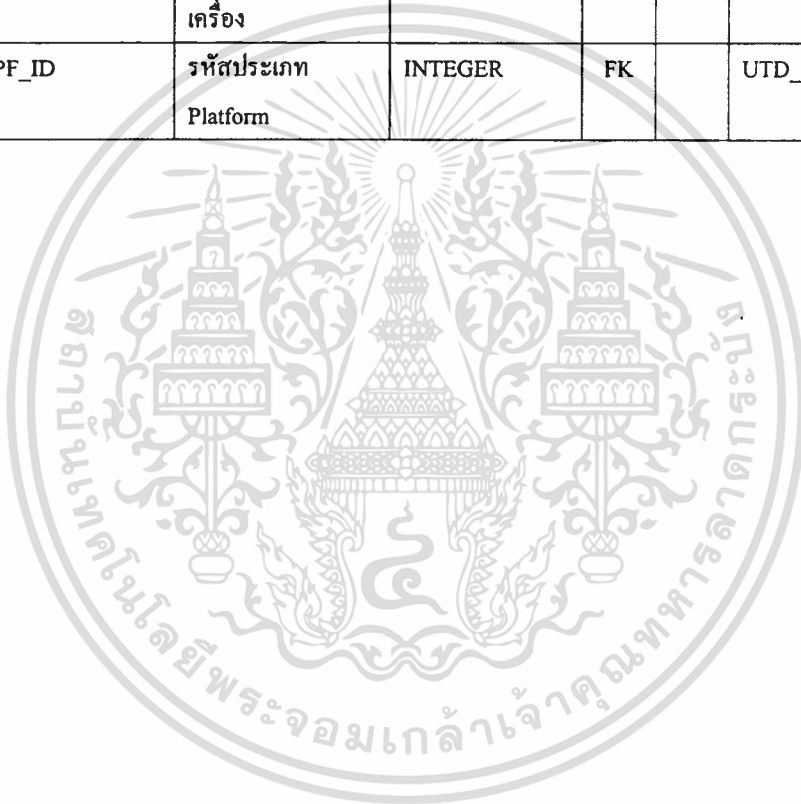 เครื่อง
PF_ID รหัสประเภท INTEGER FK UTD_
Platform
สถาบันเทคโนโลยีพระจอมเกล้าเจ้าคุณทหารลาดกระบัง